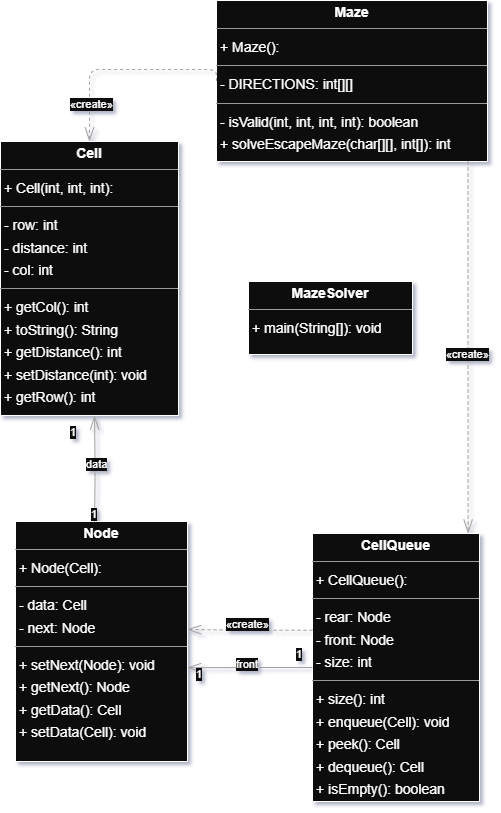 Maze
+ Maze():
- DIRECTIONS: int[][]
- isValid(int, int, int, int): boolean
+ solveEscapeMaze(char[][], int[]): int
«create»
Cell
+ Cell(int, int, int):
- row: int
- distance: int
- col: int
+ getCol(): int
+ toString(): String
+ getDistance(): int
+ setDistance(int): void
+ getRow(): int
MazeSolver
+ main(String[]): void
«create»
1
data
1
Node
+ Node(Cell):
- data: Cell
- next: Node
+ setNext(Node): void
+ getNext(): Node
+ getData(): Cell
+ setData(Cell): void
«create»
1
front
1
CellQueue
+ CellQueue():
- rear: Node
- front: Node
- size: int
+ size(): int
+ enqueue(Cell): void
+ peek(): Cell
+ dequeue(): Cell
+ isEmpty(): boolean